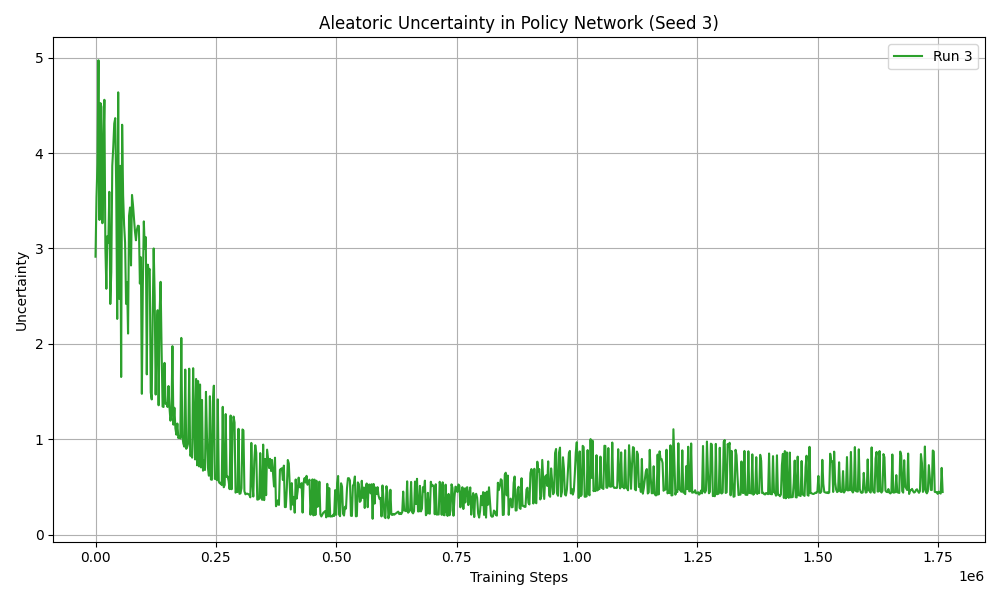 Aleatoric Uncertainty in Policy Network (Seed 3)
Run 3
Uncertainty
5
4
3
2
1
0
0.00 0.25 0.50 0.75 1.00 1.25 1.50 1.75
1e6
Training Steps